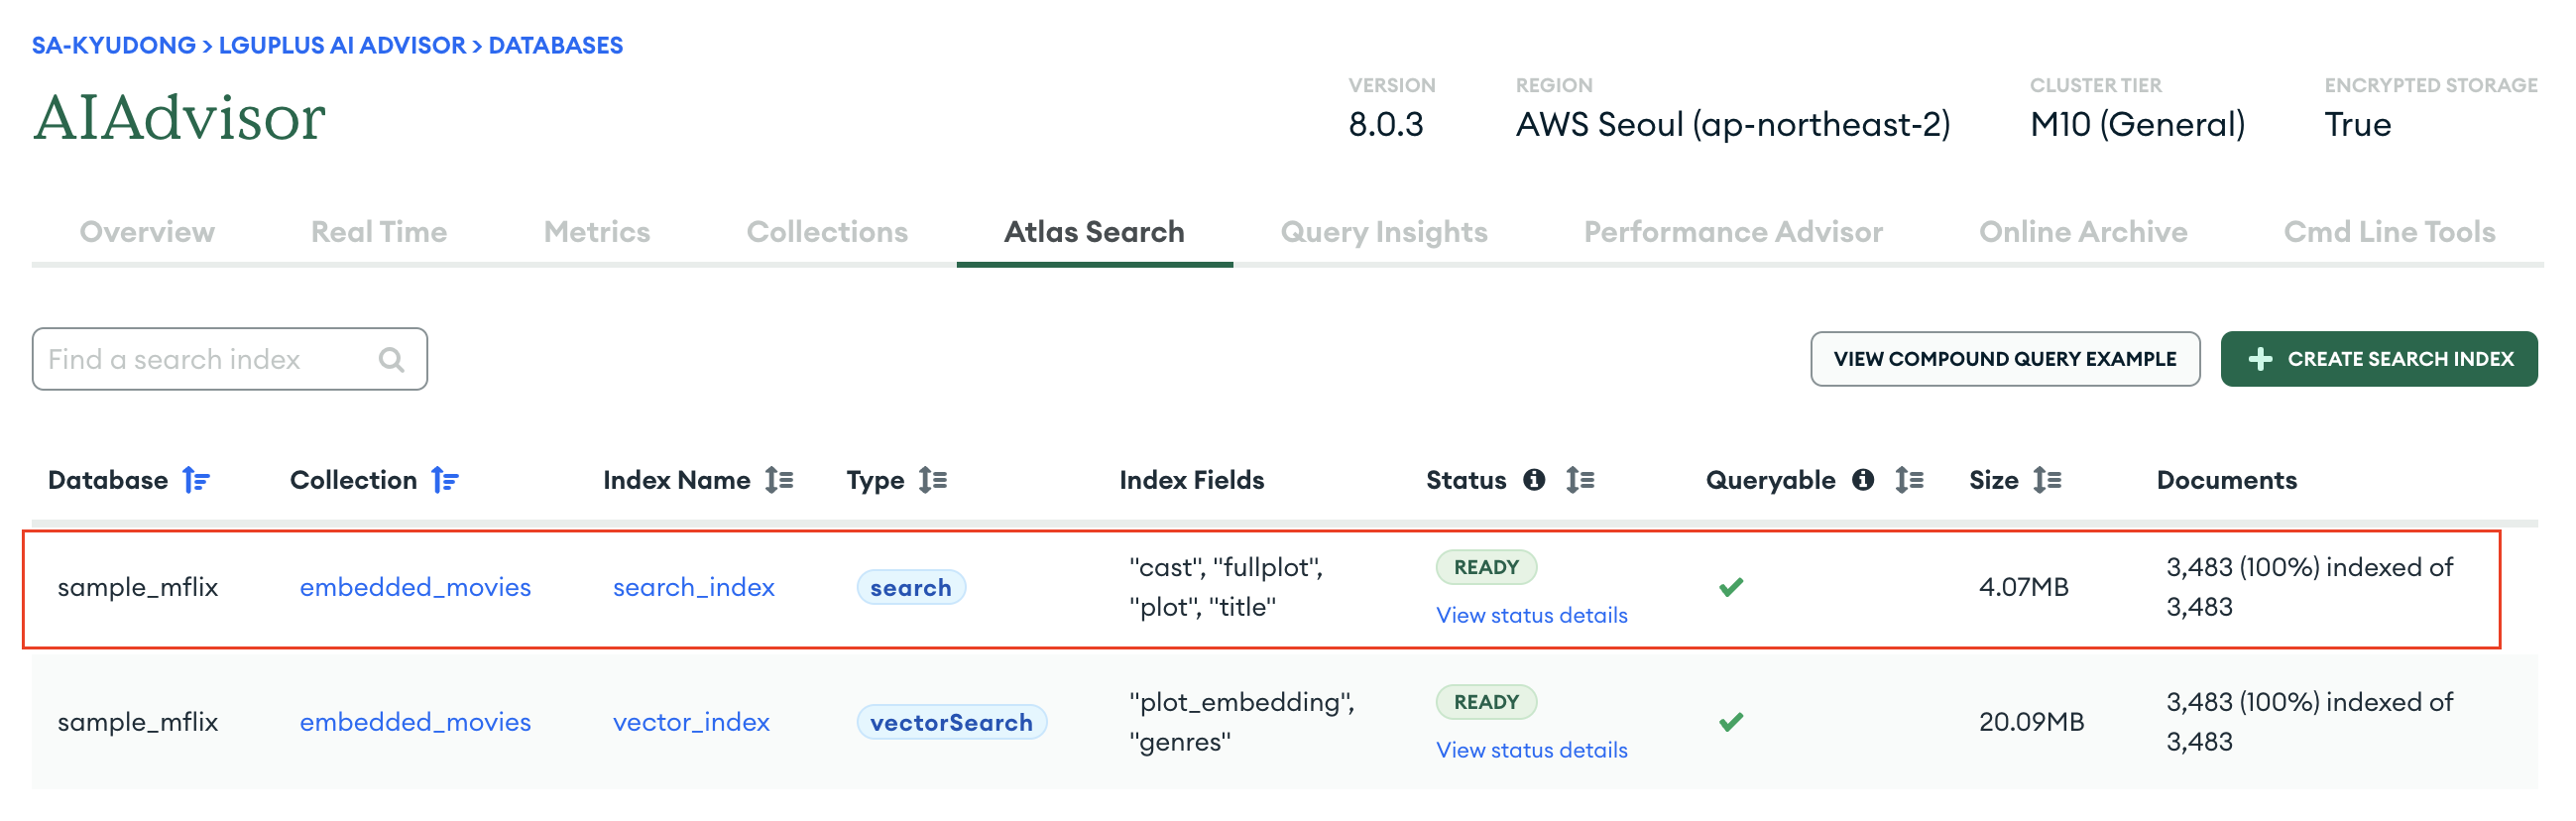 SA-KYUDONG > LGUPLUS AI ADVISOR > DATABASES
AIAdvisor
VERSION REGION CLUSTER TIER ENCRYPTED STORAGE
8.0.3 AWS Seoul (ap-northeast-2) M10 (General) True
Overview Real Time Metrics Collections Atlas Search Query Insights Performance Advisor Online Archive Cmd Line Tools
Find a search index VIEW COMPOUND QUERY EXAMPLE CREATE SEARCH INDEX
Database Collection Index Name Type Index Fields Status Queryable Size Documents
sample_mflix embedded_movies search_index search "cast", "fullplot", READY 4.07MB 3,483 (100%) indexed of
"plot", "title" View status details 3,483
sample_mflix embedded_movies vector_index vectorSearch "plot_embedding", READY 20.09MB 3,483 (100%) indexed of
"genres" View status details 3,483